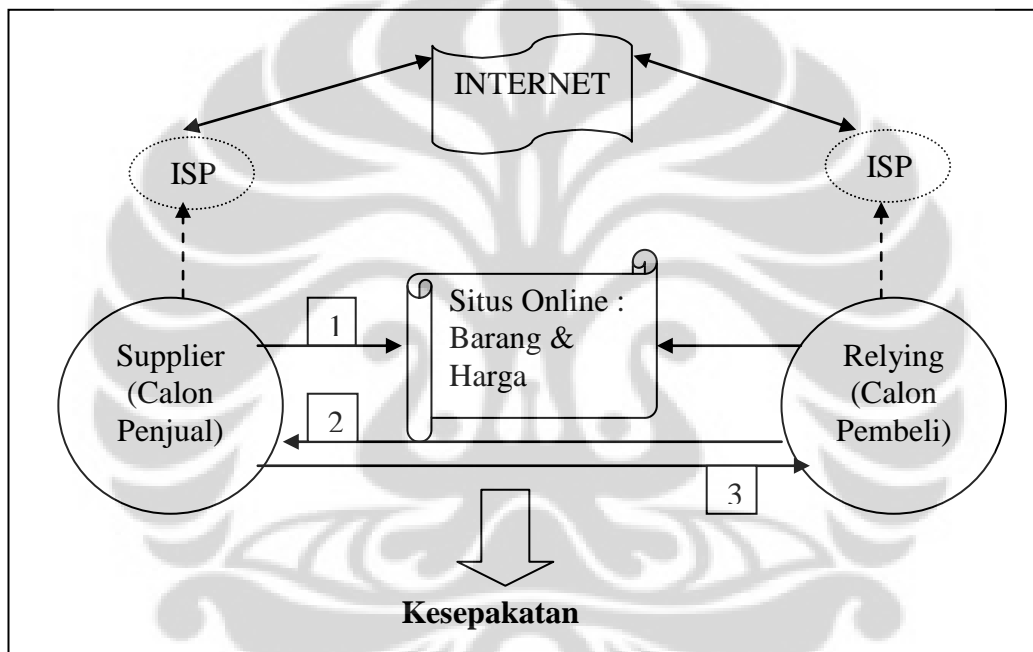 INTERNET
ISP
ISP
Situs Online :
Barang &
Harga
1
Supplier
(Calon
Penjual)
Relying
(Calon
Pembeli)
2
3
Kesepakatan